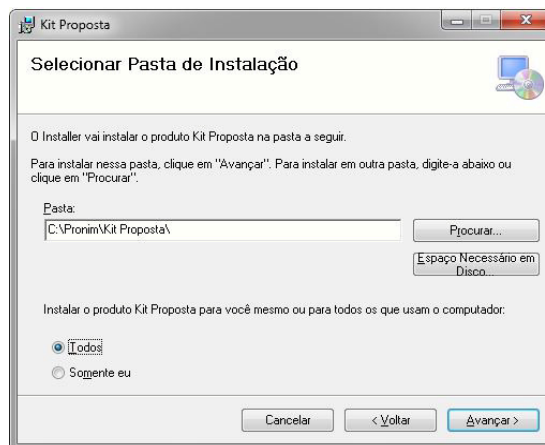 Kit Proposta
Selecionar Pasta de Instalação
O Installer vai instalar o produto Kit Proposta na pasta a seguir.
Para instalar nessa pasta, clique em "Avançar". Para instalar em outra pasta, digite-a abaixo ou
clique em "Procurar".
Pasta:
C:\Pronim\Kit Proposta\
Procurar...
Espaço Necessário em
Disco...
Instalar o produto Kit Proposta para você mesmo ou para todos os que usam o computador:
Todos
Somente eu
Cancelar
< Voltar
Avançar >